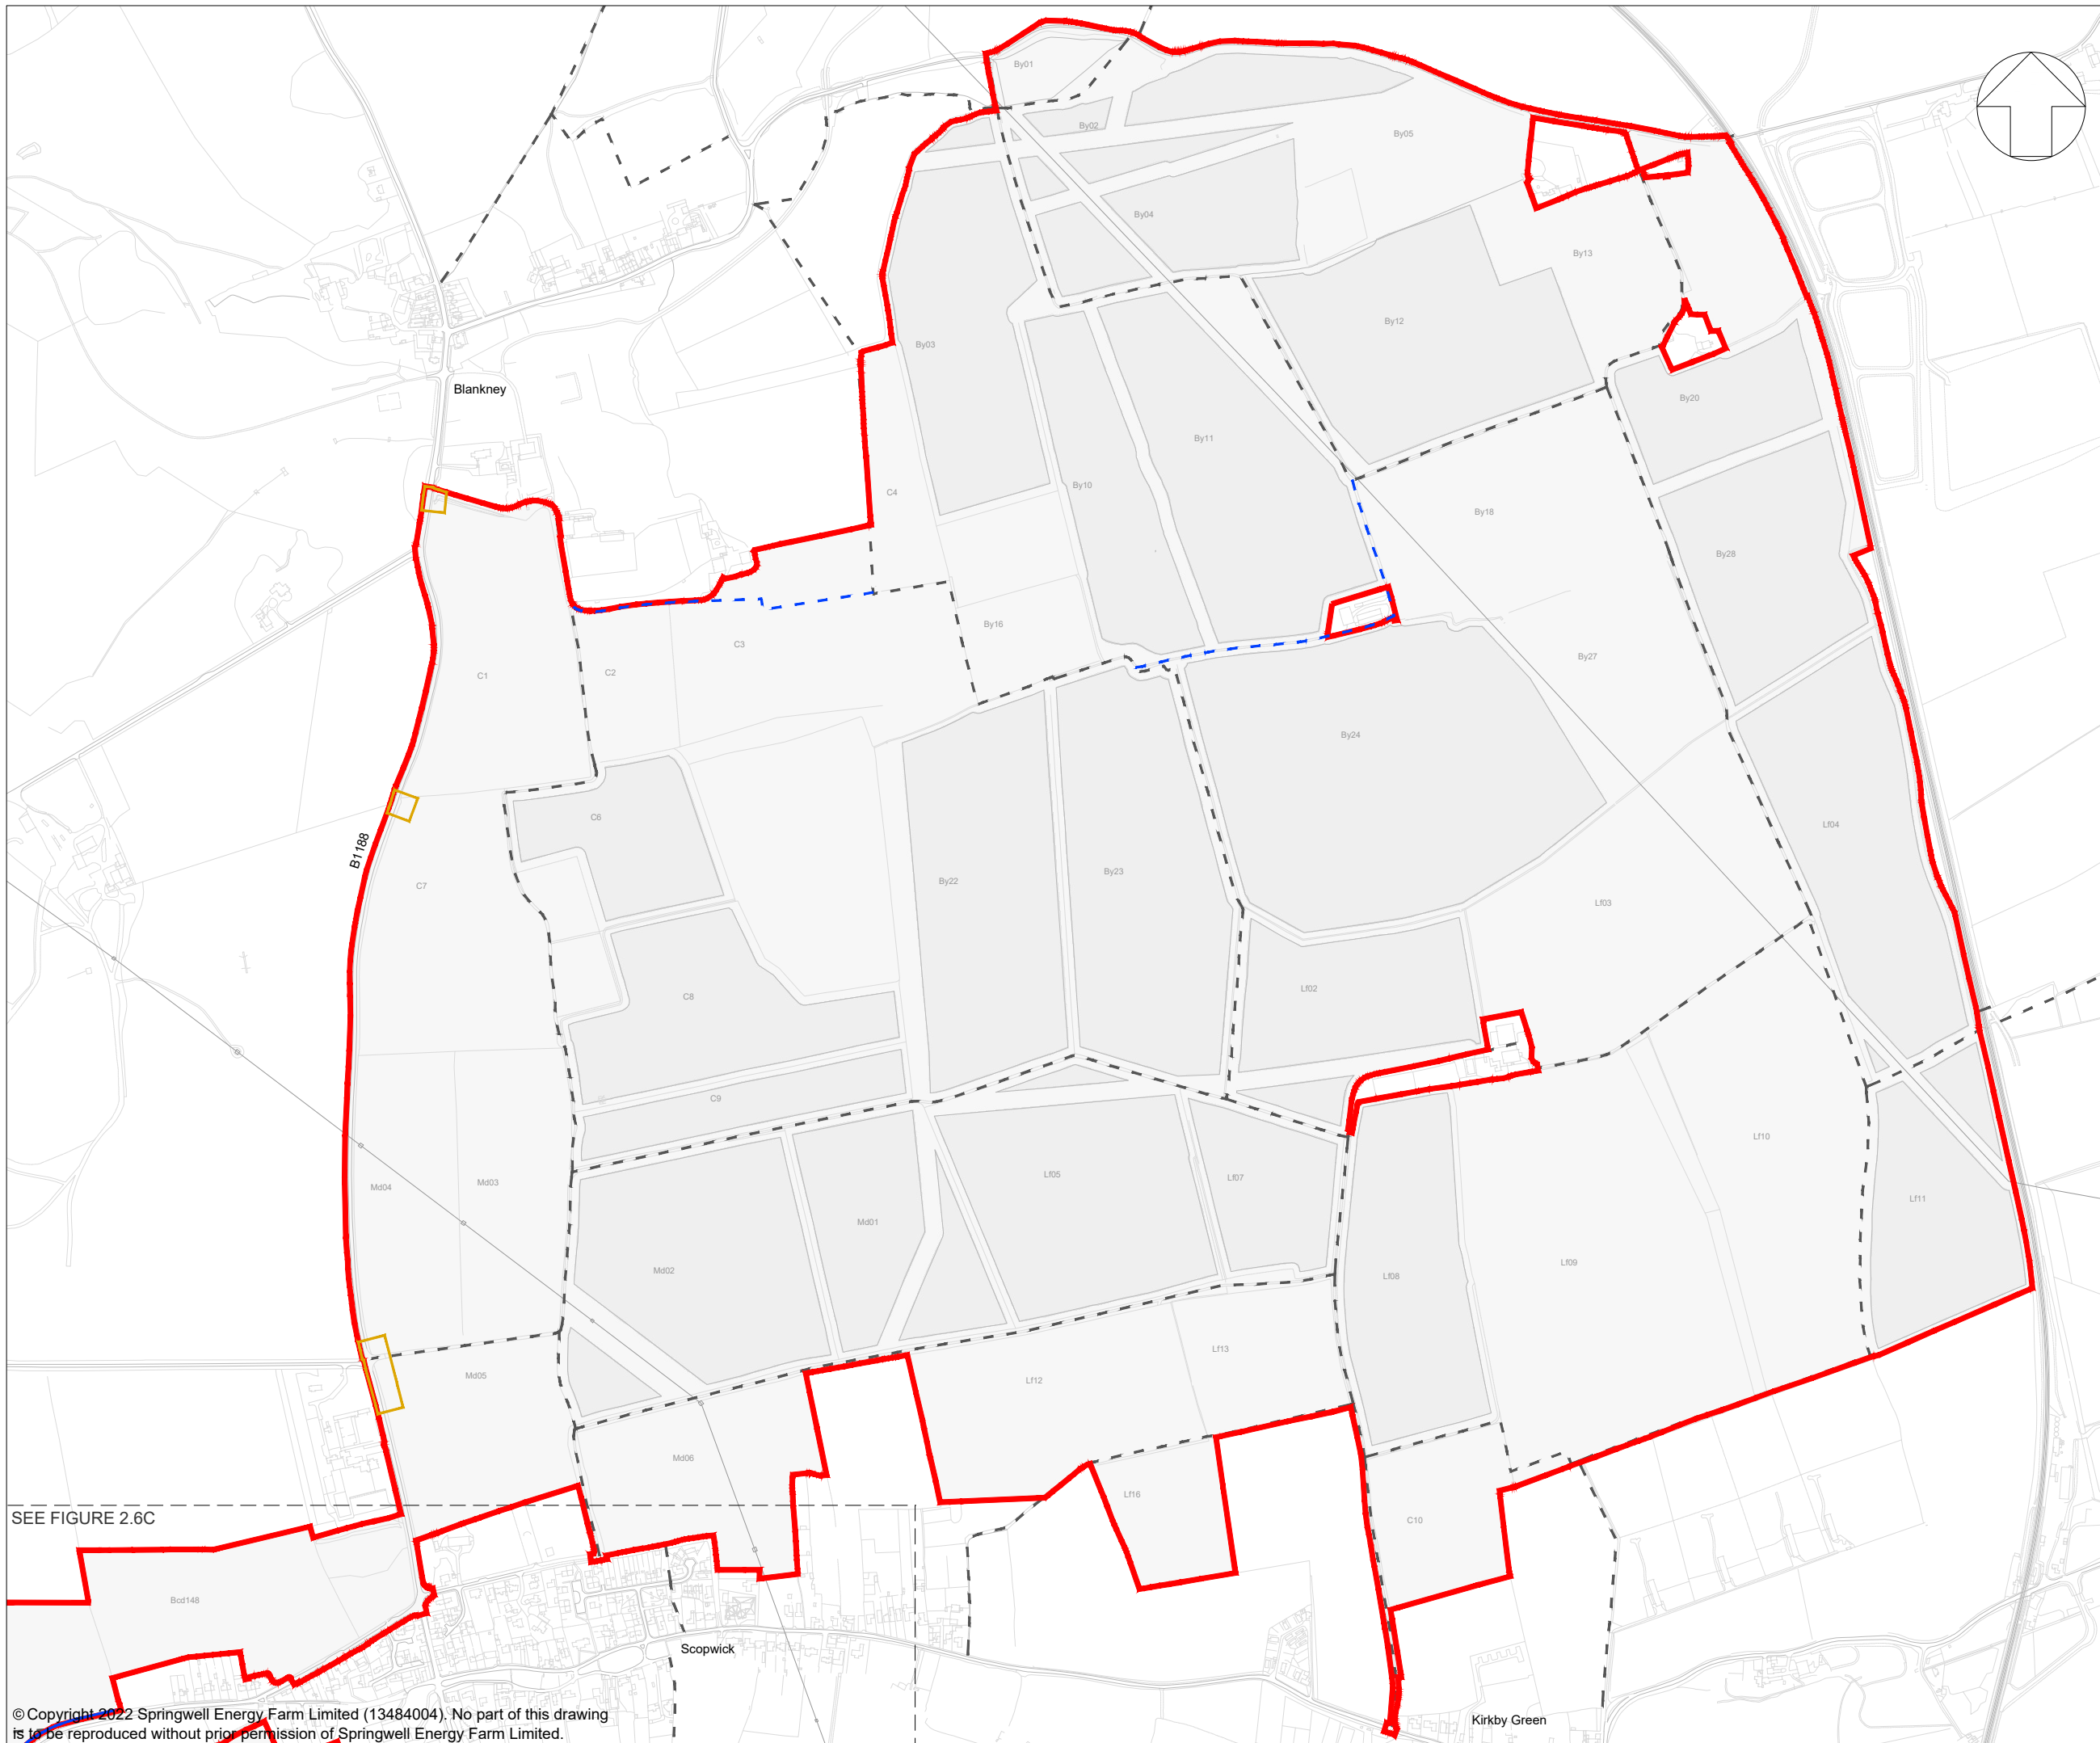 By01
By02
By05
By04
By13
By12
By03
Blankney
By20
By11
By10
C4
By18
By28
By16
C3
By27
C2
C1
By24
C6
Lf04
B1188
By23
By22
C7
Lf03
Lf02
C8
C9
Lf10
Lf05
Lf07
Md03
Md04
Lf11
Md01
Lf09
Md02
Lf08
Lf13
Md05
Lf12
Md06
Lf16
SEE FIGURE 2.6C
C10
Bcd148
Scopwick
Kirkby Green
© Copyright 2022 Springwell Energy Farm Limited (13484004). No part of this drawing
is to be reproduced without prior permission of Springwell Energy Farm Limited.